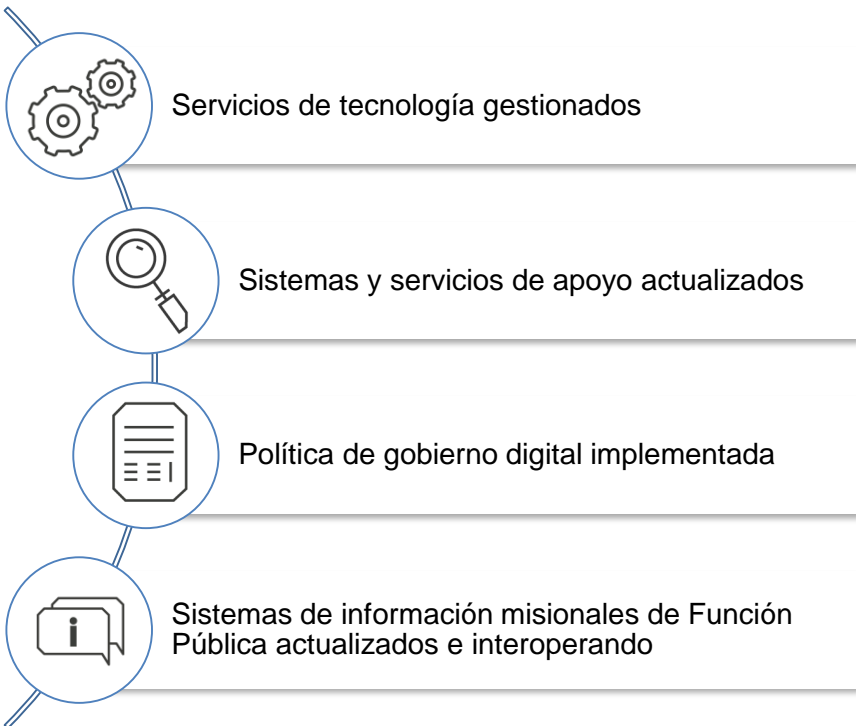 Servicios de tecnología gestionados
Sistemas y servicios de apoyo actualizados
Política de gobierno digital implementada
Sistemas de información misionales de Función
Pública actualizados e interoperando